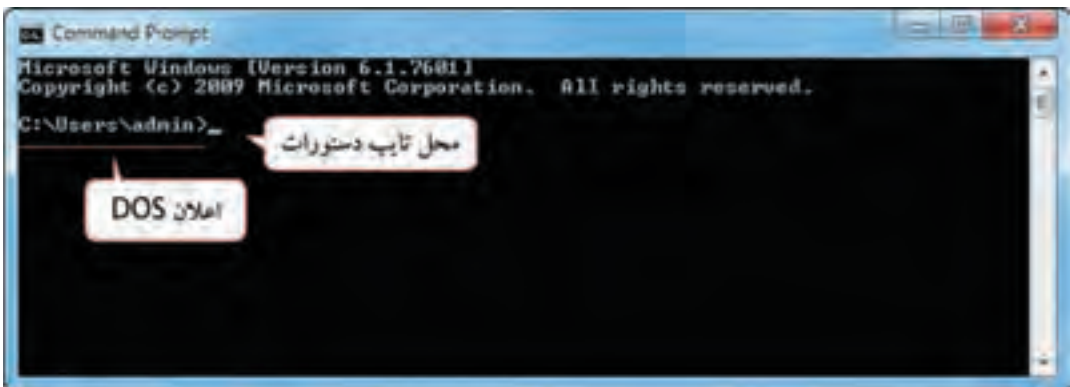 Command Prompt
Microsoft Windows [Version 6.1.7601]
Copyright (c) 2009 Microsoft Corporation. All rights reserved.
C:\Users\admin>_
محل تایپ دستورات
اعلان DOS